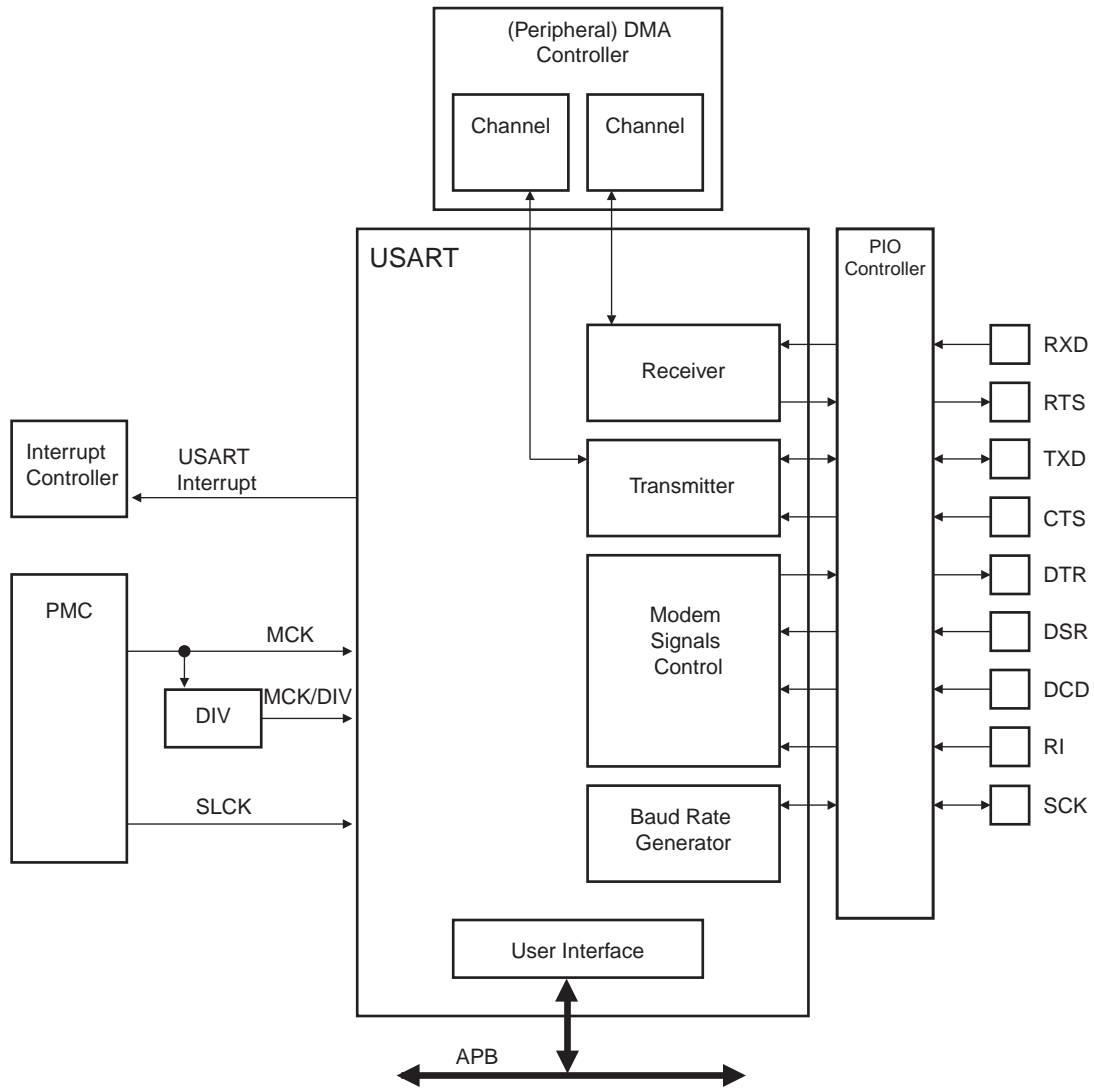 (Peripheral) DMA
Controller
Channel
Channel
USART
PIO
Controller
Receiver
RXD
RTS
Interrupt
Controller
USART
Interrupt
Transmitter
TXD
CTS
PMC
MCK
DIV
MCK/DIV
SLCK
Modem
Signals
Control
DTR
DSR
DCD
RI
Baud Rate
Generator
SCK
User Interface
APB